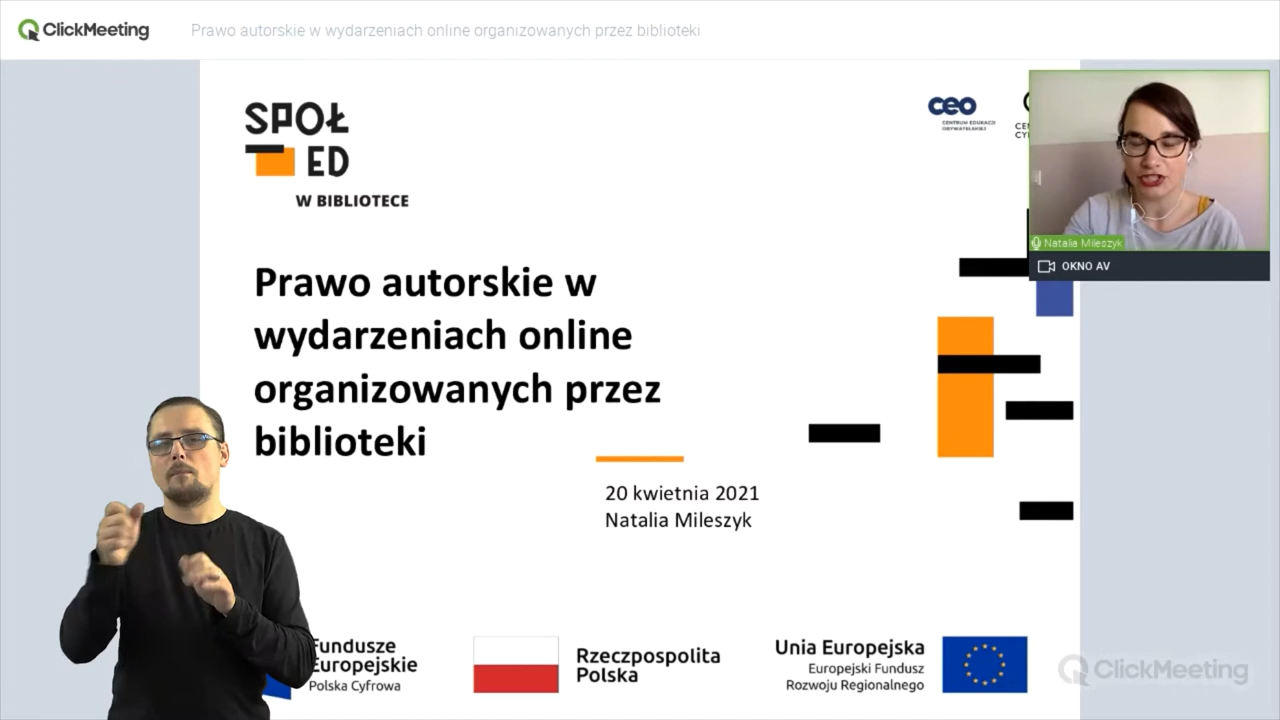 ClickMeeting
Prawo autorskie w wydarzeniach online organizowanych przez biblioteki
SPOŁ
ED
W BIBLIOTECE
ceo
CENTRUM EDUKACJI
OBYWATELSKIEJ
Natalia Mileszyk
OKNO AV
Prawo autorskie w
wydarzeniach online
organizowanych przez
biblioteki
20 kwietnia 2021
Natalia Mileszyk
Fundusze
Europejskie
Polska Cyfrowa
Rzeczpospolita
Polska
Unia Europejska
Europejski Fundusz
Rozwoju Regionalnego
ClickMeeting